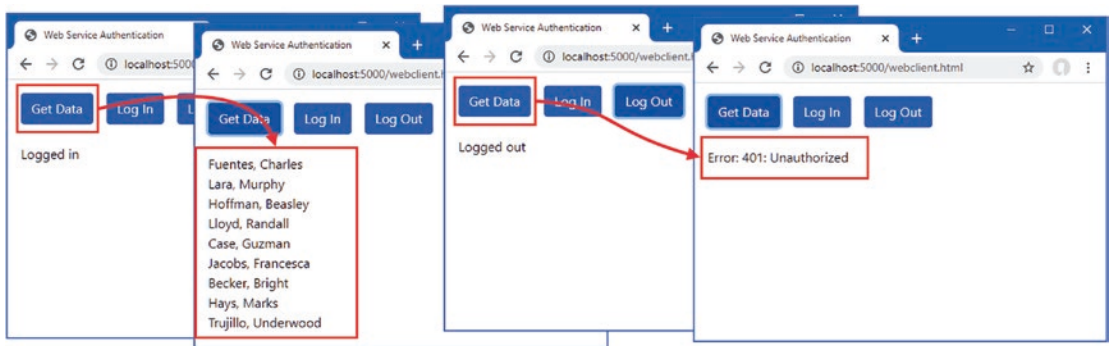 Web Service Authentication
localhost:500
Get Data
Log In
L
Logged in
Web Service Authentication × +
localhost:5000/webclient.html
Get Data
Log In
Log Out
Fuentes, Charles
Lara, Murphy
Hoffman, Beasley
Lloyd, Randall
Case, Guzman
Jacobs, Francesca
Becker, Bright
Hays, Marks
Trujillo, Underwood
Web Service Authentication × +
localhost:5000/webclient.h
Get Data
Log In
Log Out
Logged out
Web Service Authentication × +
localhost:5000/webclient.html
Get Data
Log In
Log Out
Error: 401: Unauthorized